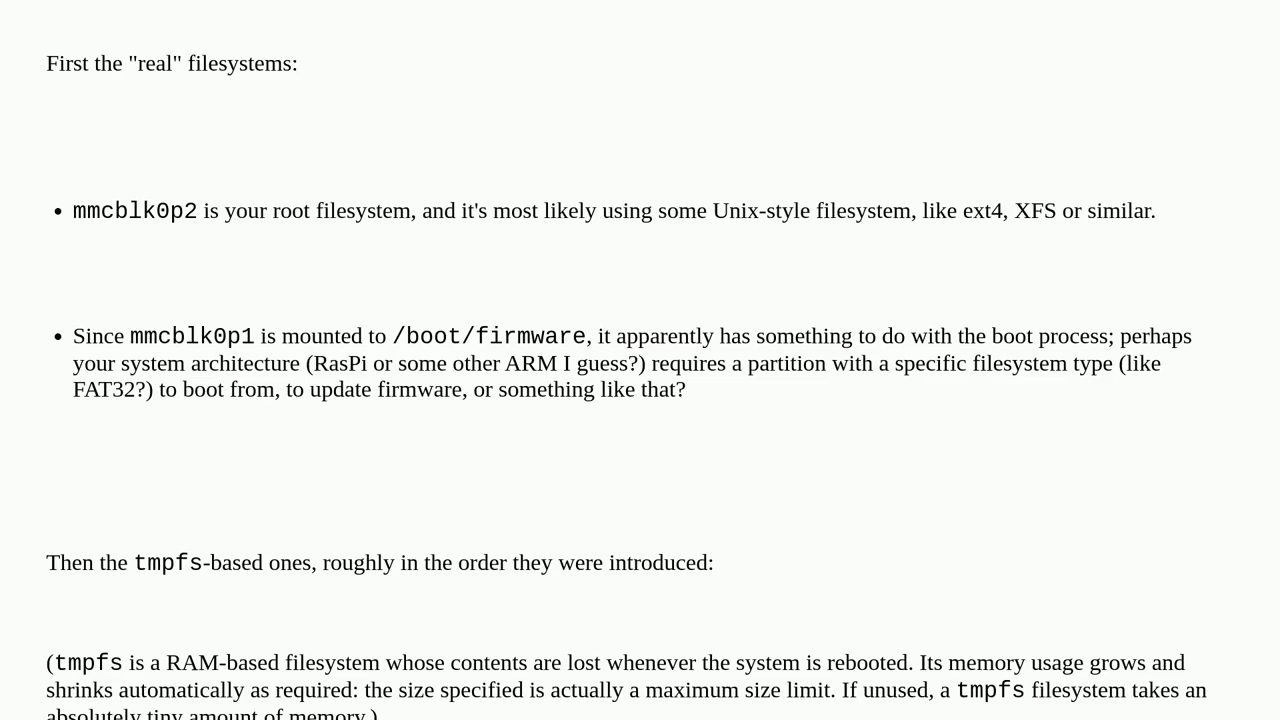 First the "real" filesystems:
• mmcblk0p2 is your root filesystem, and it's most likely using some Unix-style filesystem, like ext4, XFS or similar.
• Since mmcblk0p1 is mounted to /boot/firmware, it apparently has something to do with the boot process; perhaps
your system architecture (RasPi or some other ARM I guess?) requires a partition with a specific filesystem type (like
FAT32?) to boot from, to update firmware, or something like that?
Then the tmpfs-based ones, roughly in the order they were introduced:
(tmpfs is a RAM-based filesystem whose contents are lost whenever the system is rebooted. Its memory usage grows and
shrinks automatically as required: the size specified is actually a maximum size limit. If unused, a tmpfs filesystem takes an
absolutely tiny amount of memory.)